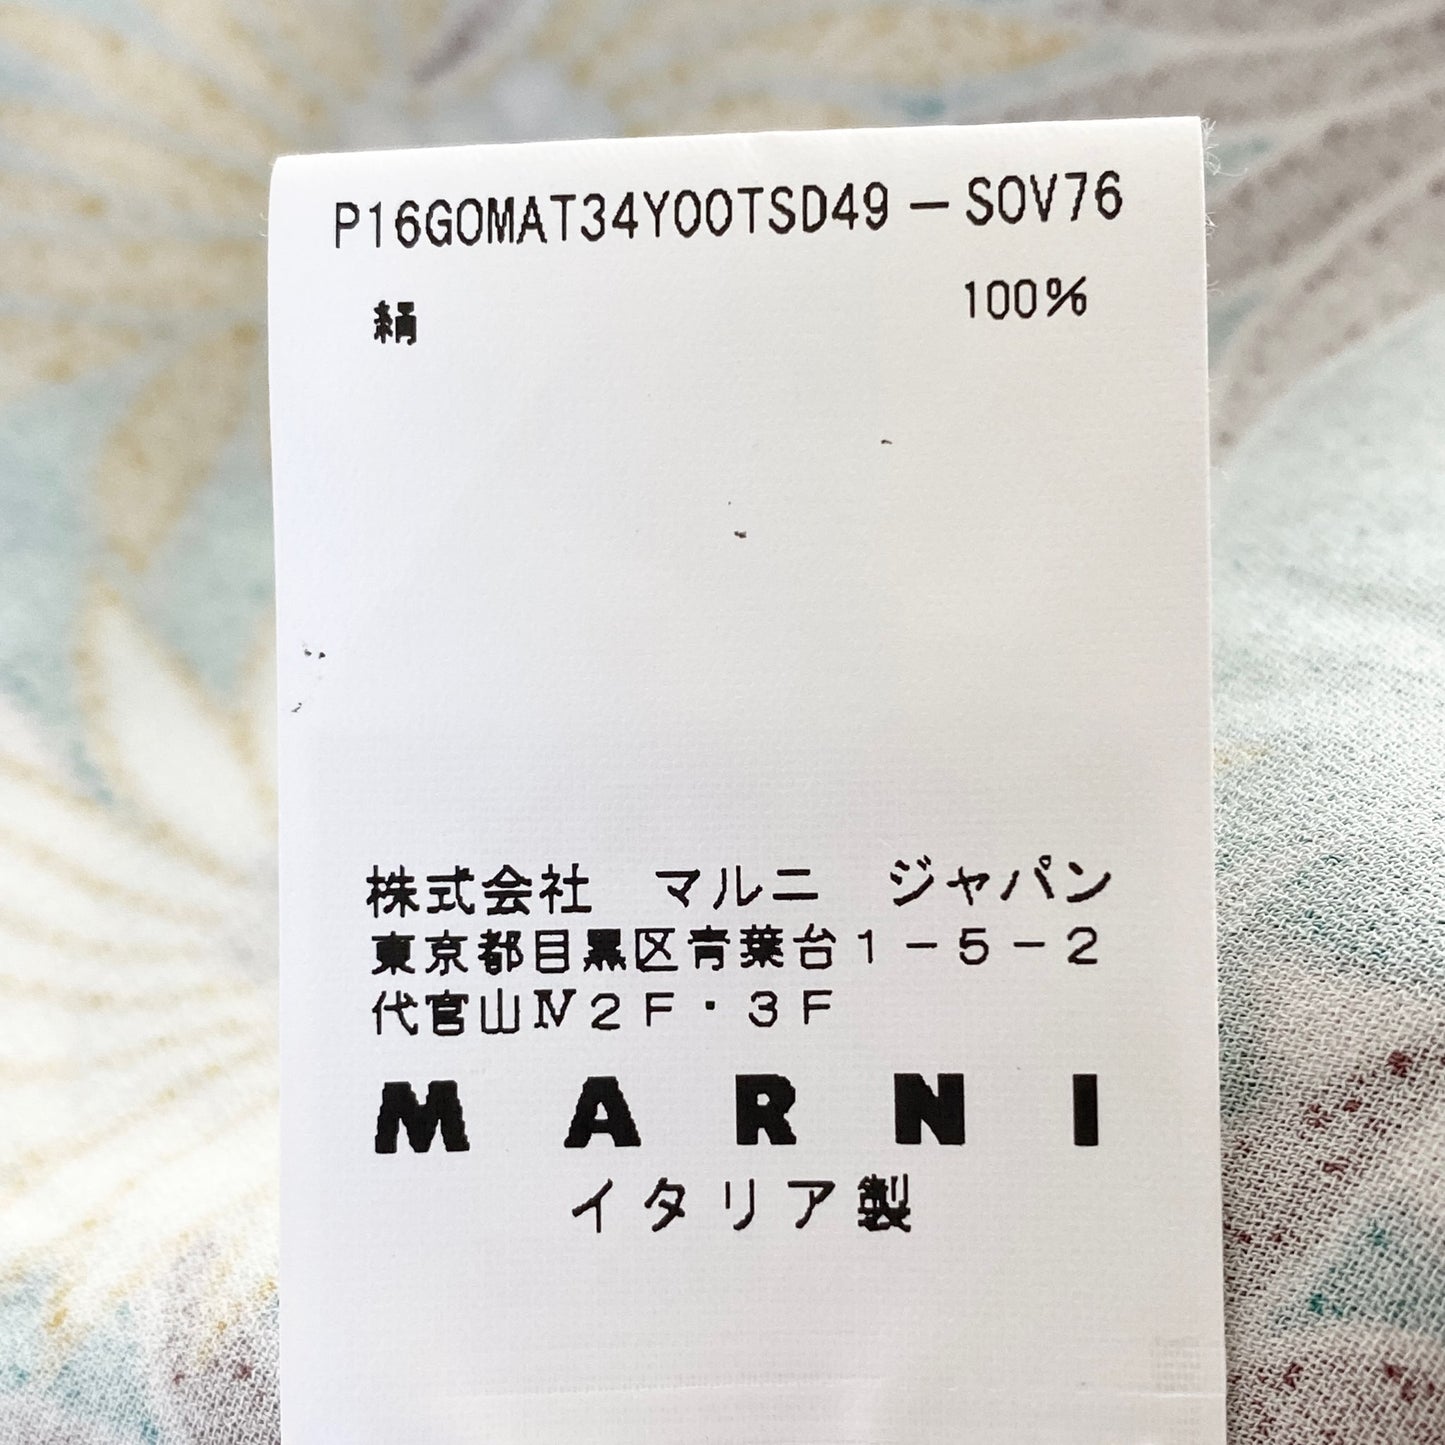 P16GOMAT34Y00TSD49-SOV76
絹 100%
株式会社 マルニ ジャパン
東京都目黒区青葉台1-5-2
代官山Ⅳ2F・3F
MARNI
イタリア製